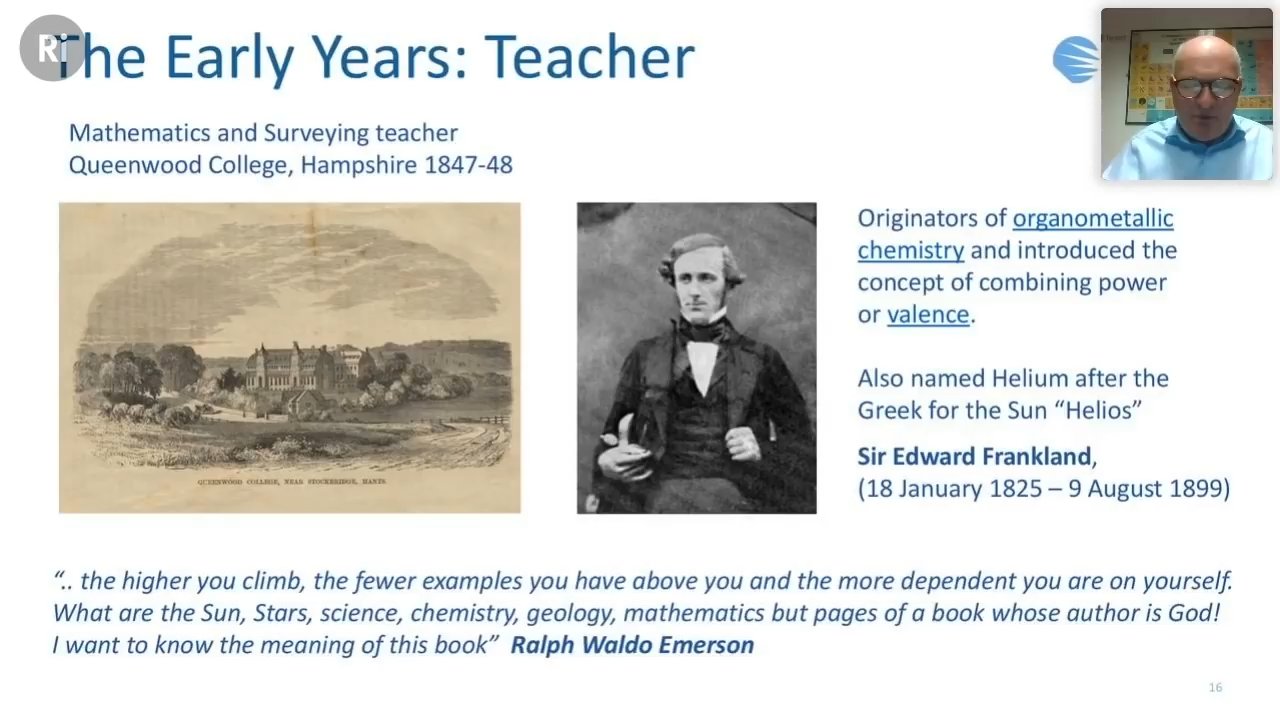 Ri
The Early Years: Teacher
Mathematics and Surveying teacher
Queenwood College, Hampshire 1847-48
QUEENWOOD COLLEGE, NEAR STOCKBRIDGE, HANTS.
Originators of organometallic
chemistry and introduced the
concept of combining power
or valence.
Also named Helium after the
Greek for the Sun “Helios”
Sir Edward Frankland,
(18 January 1825 – 9 August 1899)
“.. the higher you climb, the fewer examples you have above you and the more dependent you are on yourself.
What are the Sun, Stars, science, chemistry, geology, mathematics but pages of a book whose author is God!
I want to know the meaning of this book” Ralph Waldo Emerson
16